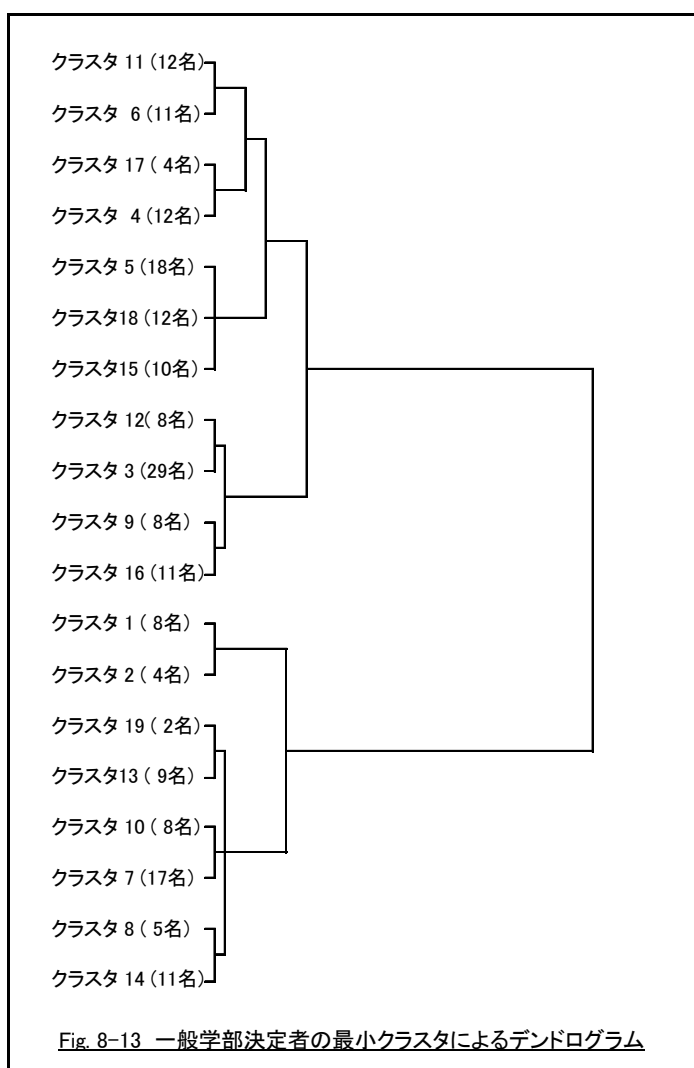 クラスタ 11 (12名)
クラスタ 6 (11名)
クラスタ 17 ( 4名)
クラスタ 4 (12名)
クラスタ 5 (18名)
クラスタ18 (12名)
クラスタ15 (10名)
クラスタ 12( 8名)
クラスタ 3 (29名)
クラスタ 9 ( 8名)
クラスタ 16 (11名)
クラスタ 1 ( 8名)
クラスタ 2 ( 4名)
クラスタ 19 ( 2名)
クラスタ13 ( 9名)
クラスタ 10 ( 8名)
クラスタ 7 (17名)
クラスタ 8 ( 5名)
クラスタ 14 (11名)
Fig. 8-13 一般学部決定者の最小クラスタによるデンドログラム